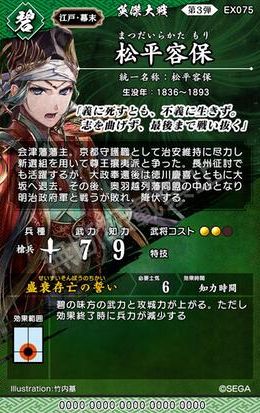 碧
江戸・幕末
英傑大戦
第3弾
EX075
まつだいらかた もり
松平容保
統一名称：松平容保
生没年：1836～1893
「義に死すとも、不義に生きず。
志を曲げず、最後まで戦い抜く」
会津藩藩主。京都守護職として治安維持に尽力し
新選組を用いて尊王攘夷派と争った。長州征討で
も活躍するが、大政奉還後は徳川慶喜とともに大
坂へ退去。その後、奥羽越列藩同盟の中心となり
明治政府軍と戦うが敗れ、降伏する。
兵種 武力 知力 武将コスト
槍兵 7 9 特技
せいすいそんぼうのちかい
盛衰存亡の誓い
必要士気
6
効果時間
知力時間
効果範囲
碧の味方の武力と攻城力が上がる。ただし
効果終了時に兵力が減少する
Illustration:竹内基
©SEGA
0000-0000-0000-0000-0000